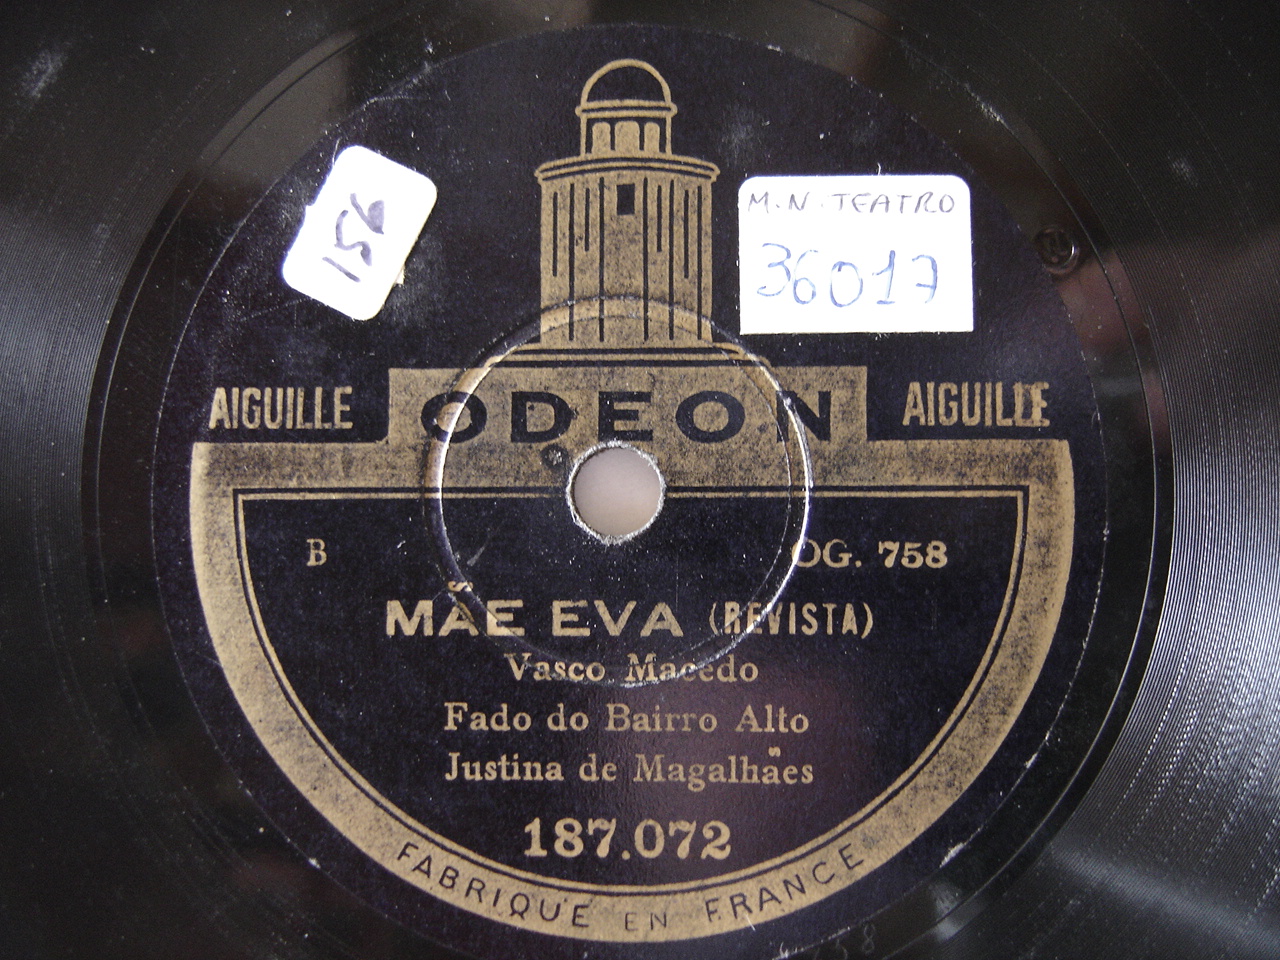 156
M.N.TEATRO
36017
AIGUILLE
ODEON
AIGUILLE
B
OG. 758
MÃE EVA (REVISTA)
Vasco Macedo
Fado do Bairro Alto
Justina de Magalhães
187.072
FABRIQUÉ EN FRANCE